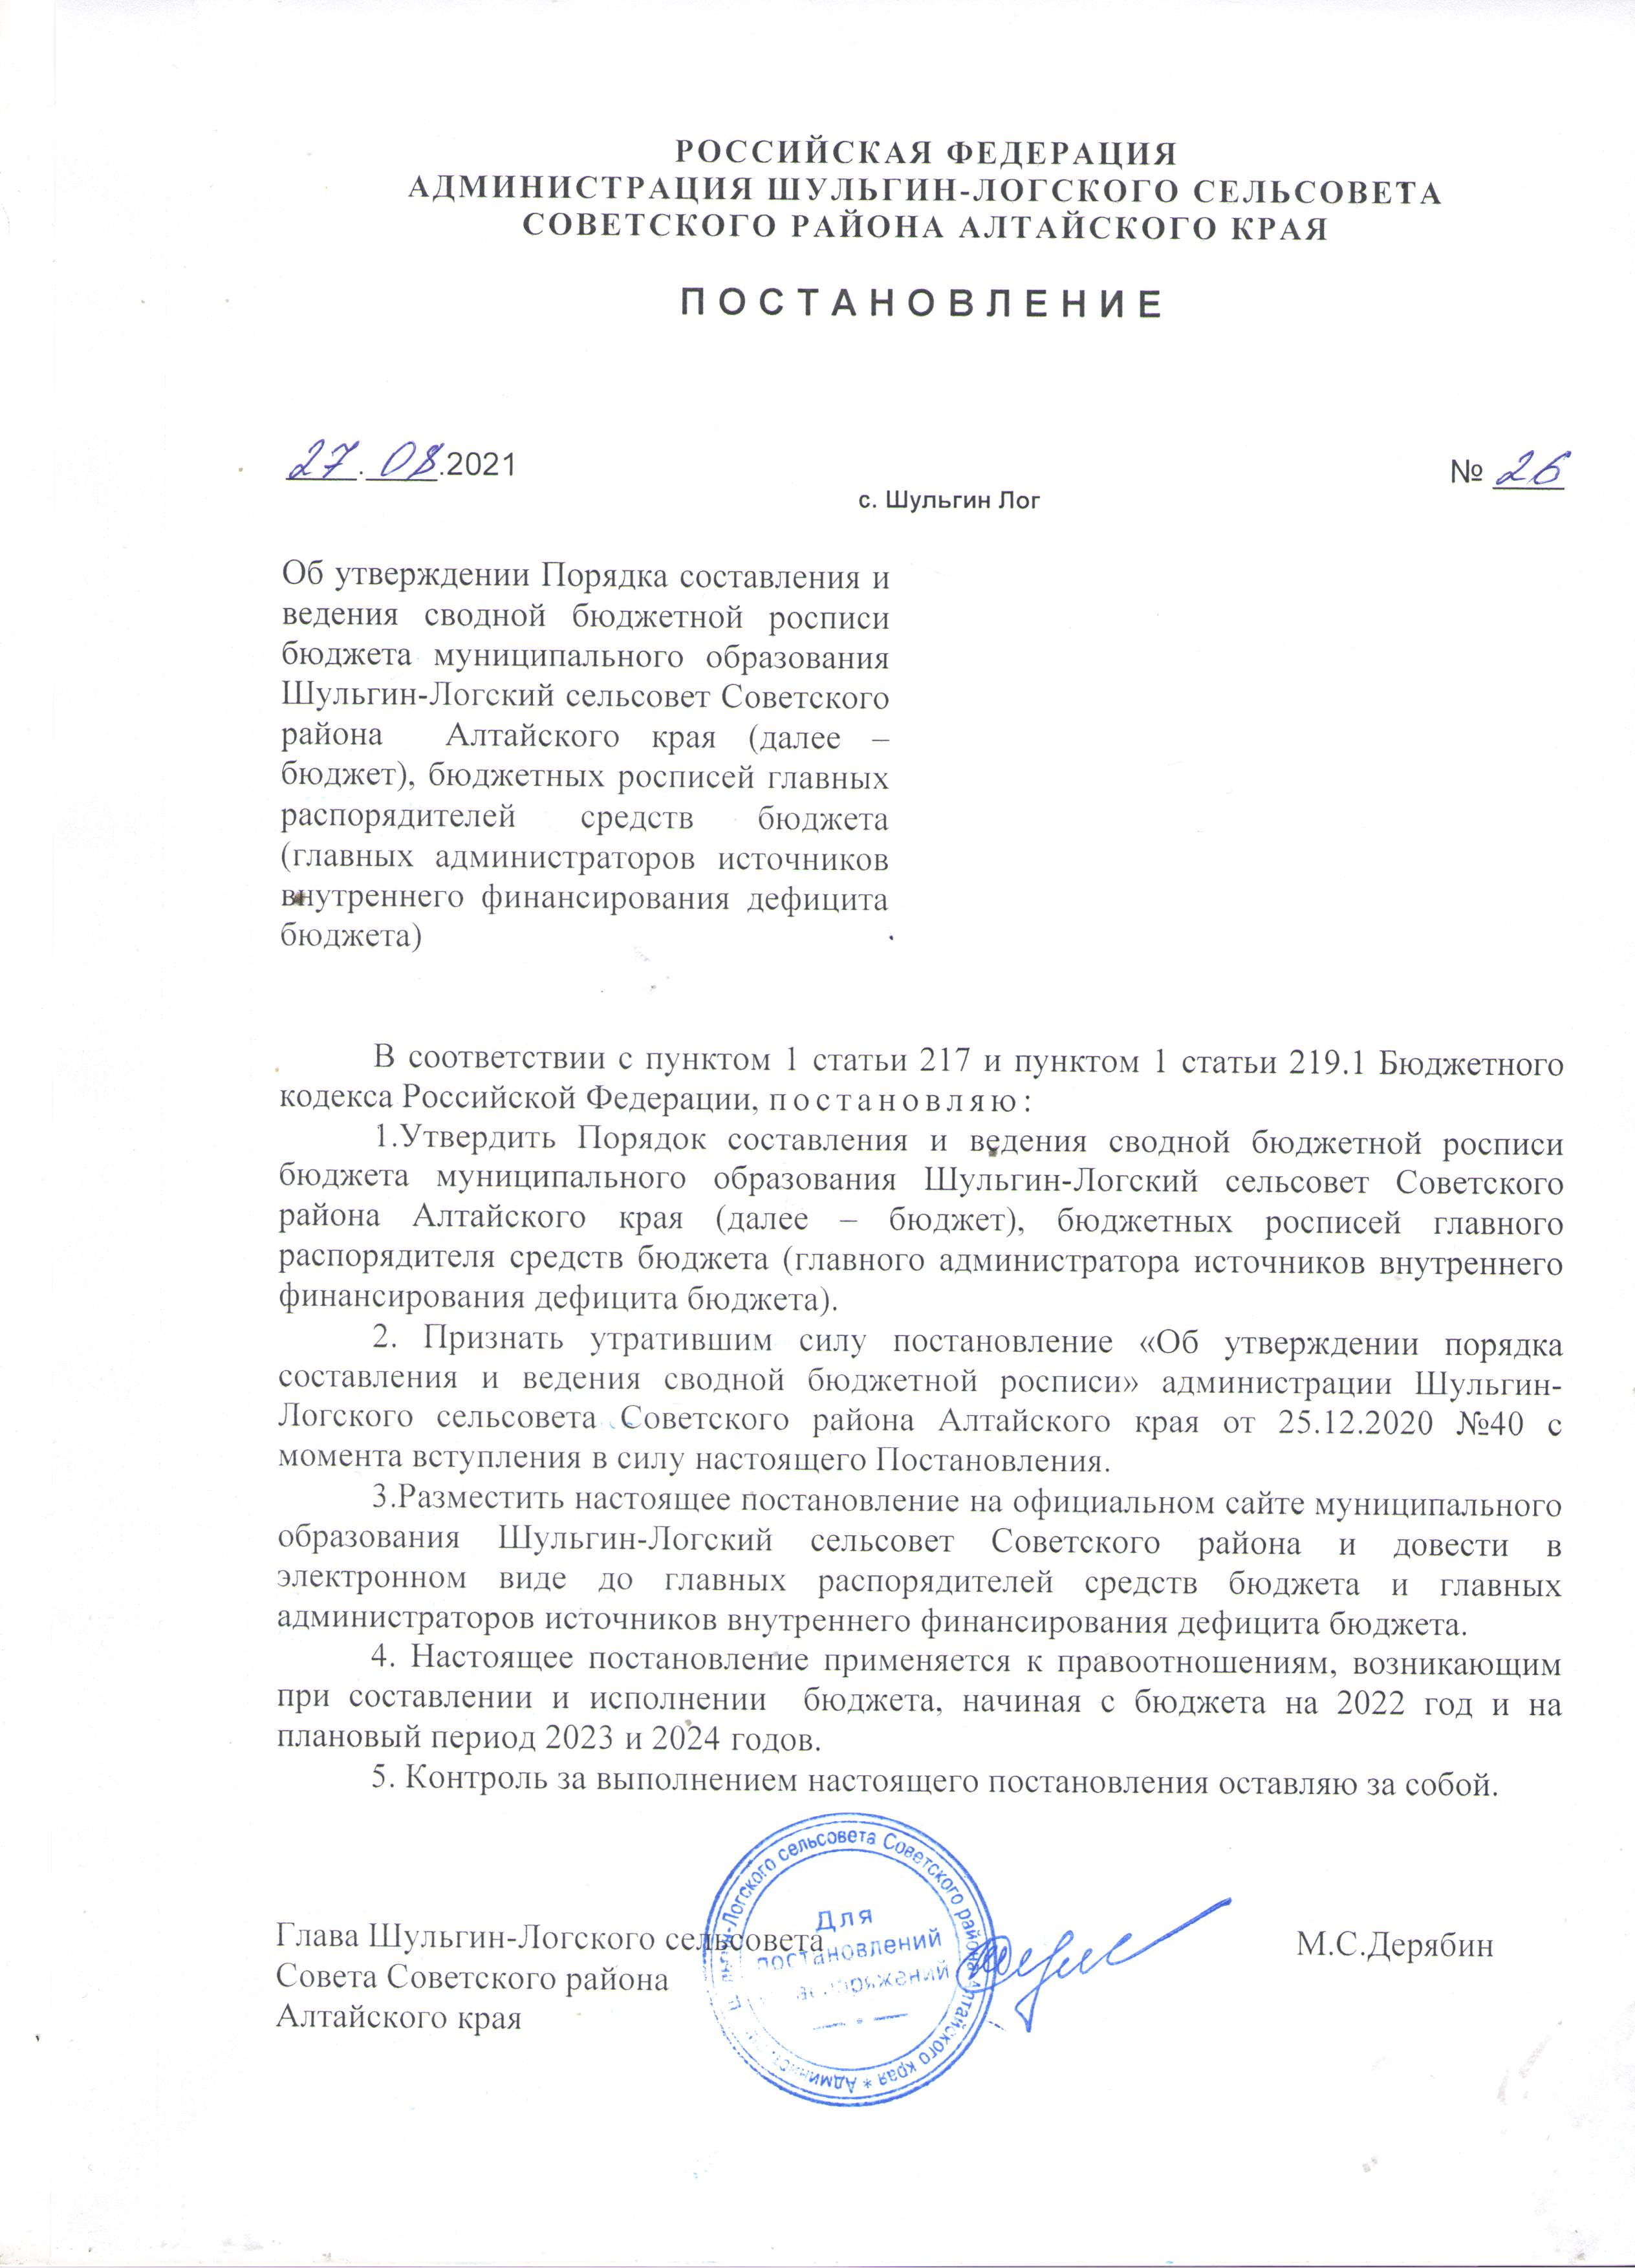 РОССИЙСКАЯ ФЕДЕРАЦИЯ
АДМИНИСТРАЦИЯ ШУЛЬГИН-ЛОГСКОГО СЕЛЬСОВЕТА
СОВЕТСКОГО РАЙОНА АЛТАЙСКОГО КРАЯ
ПОСТАНОВЛЕНИЕ
27.08.2021 № 26
с. Шульгин Лог
Об утверждении Порядка составления и
ведения сводной бюджетной росписи
бюджета муниципального образования
Шульгин-Логский сельсовет Советского
района Алтайского края (далее –
бюджет), бюджетных росписей главных
распорядителей средств бюджета
(главных администраторов источников
внутреннего финансирования дефицита
бюджета)
В соответствии с пунктом 1 статьи 217 и пунктом 1 статьи 219.1 Бюджетного
кодекса Российской Федерации, постановляю:
1.Утвердить Порядок составления и ведения сводной бюджетной росписи
бюджета муниципального образования Шульгин-Логский сельсовет Советского
района Алтайского края (далее – бюджет), бюджетных росписей главного
распорядителя средств бюджета (главного администратора источников внутреннего
финансирования дефицита бюджета).
2. Признать утратившим силу постановление «Об утверждении порядка
составления и ведения сводной бюджетной росписи» администрации Шульгин-
Логского сельсовета Советского района Алтайского края от 25.12.2020 №40 с
момента вступления в силу настоящего Постановления.
3.Разместить настоящее постановление на официальном сайте муниципального
образования Шульгин-Логский сельсовет Советского района и довести в
электронном виде до главных распорядителей средств бюджета и главных
администраторов источников внутреннего финансирования дефицита бюджета.
4. Настоящее постановление применяется к правоотношениям, возникающим
при составлении и исполнении бюджета, начиная с бюджета на 2022 год и на
плановый период 2023 и 2024 годов.
5. Контроль за выполнением настоящего постановления оставляю за собой.
Глава Шульгин-Логского сельсовета М.С.Дерябин
Совета Советского района
Алтайского края
Для
постановлений
-Логского сельсовета Советского района Алтайского края *